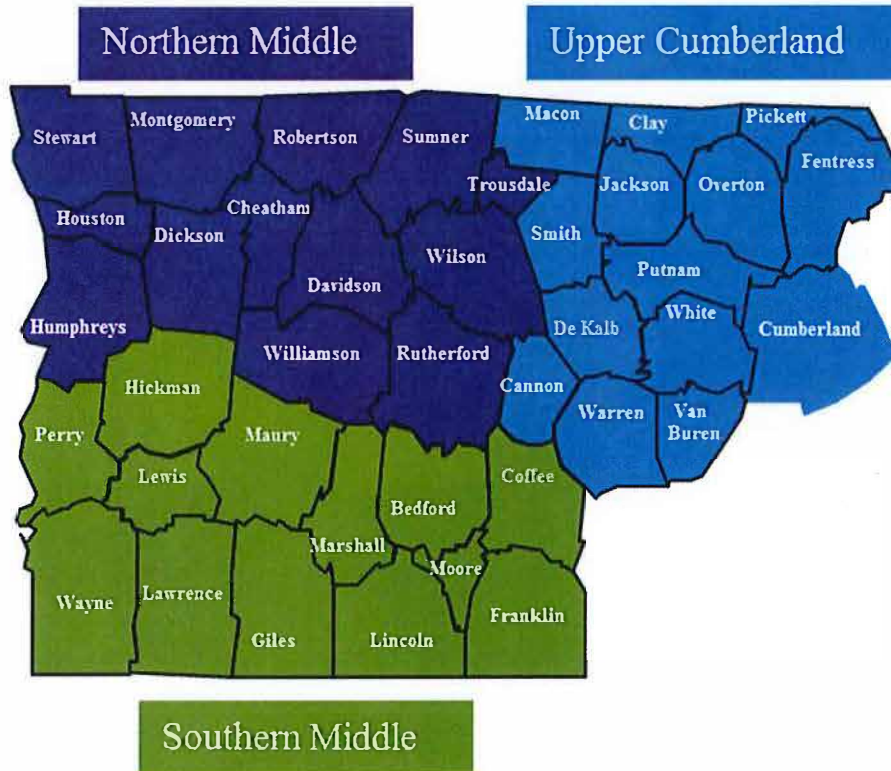 Northern Middle
Upper Cumberland
Stewart
Montgomery
Robertson
Sumner
Macon
Clay
Pickett
Trousdale
Jackson
Overton
Fentress
Houston
Dickson
Cheatham
Smith
Wilson
Davidson
Putnam
Humphreys
Williamson
Rutherford
De Kalb
White
Cumberland
Hickman
Cannon
Perry
Maury
Warren
Van
Buren
Lewis
Coffee
Bedford
Marshall
Moore
Wayne
Lawrence
Giles
Lincoln
Franklin
Southern Middle